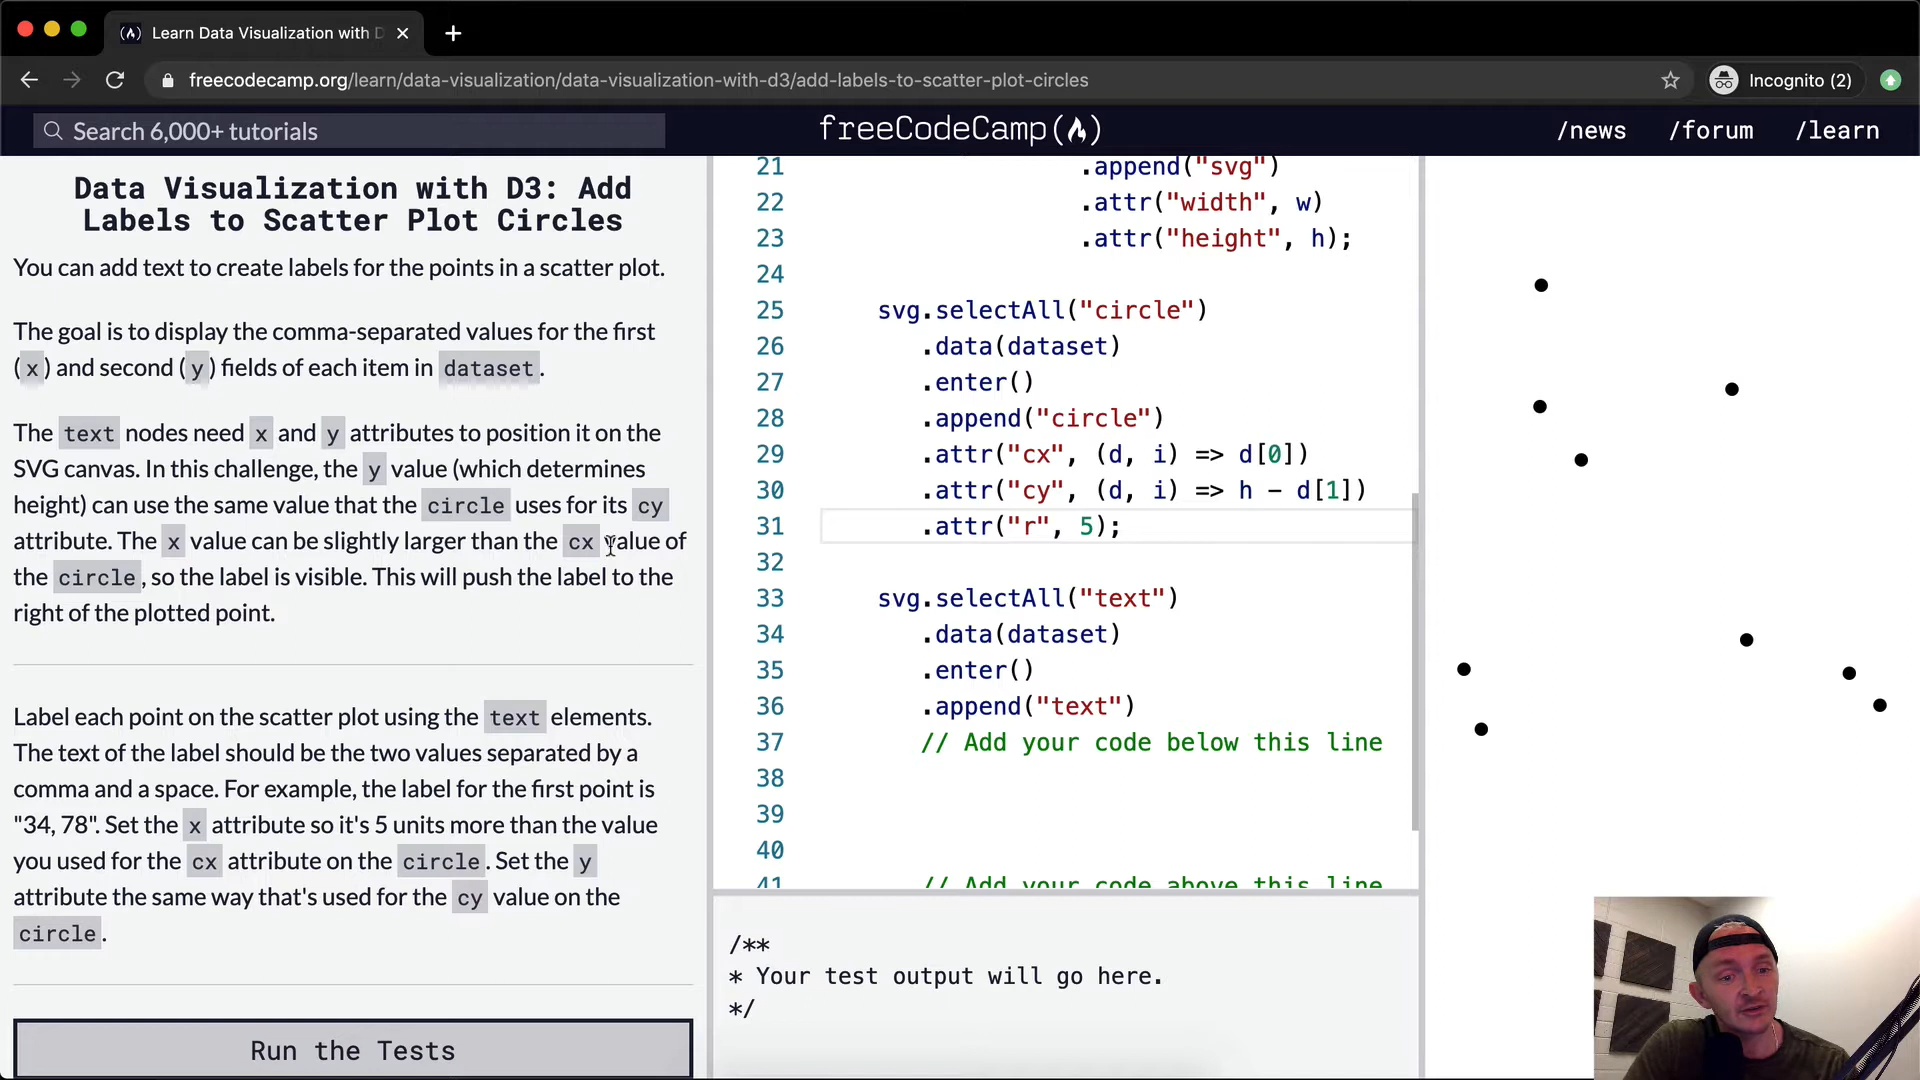 Learn Data Visualization with D
freecodecamp.org/learn/data-visualization/data-visualization-with-d3/add-labels-to-scatter-plot-circles
Incognito (2)
Search 6,000+ tutorials
freeCodeCamp
/news
/forum
/learn
Data Visualization with D3: Add
Labels to Scatter Plot Circles
You can add text to create labels for the points in a scatter plot.
The goal is to display the comma-separated values for the first
( x ) and second ( y ) fields of each item in dataset .
The text nodes need x and y attributes to position it on the
SVG canvas. In this challenge, the y value (which determines
height) can use the same value that the circle uses for its cy
attribute. The x value can be slightly larger than the cx value of
the circle , so the label is visible. This will push the label to the
right of the plotted point.
Label each point on the scatter plot using the text elements.
The text of the label should be the two values separated by a
comma and a space. For example, the label for the first point is
"34, 78". Set the x attribute so it's 5 units more than the value
you used for the cx attribute on the circle . Set the y
attribute the same way that's used for the cy value on the
circle .
Run the Tests
21 .append("svg")
22 .attr("width", w)
23 .attr("height", h);
24
25 svg.selectAll("circle")
26 .data(dataset)
27 .enter()
28 .append("circle")
29 .attr("cx", (d, i) => d[0])
30 .attr("cy", (d, i) => h - d[1])
31 .attr("r", 5);
32
33 svg.selectAll("text")
34 .data(dataset)
35 .enter()
36 .append("text")
37 // Add your code below this line
38
39
40
41 // Add your code above this line
/**
* Your test output will go here.
*/